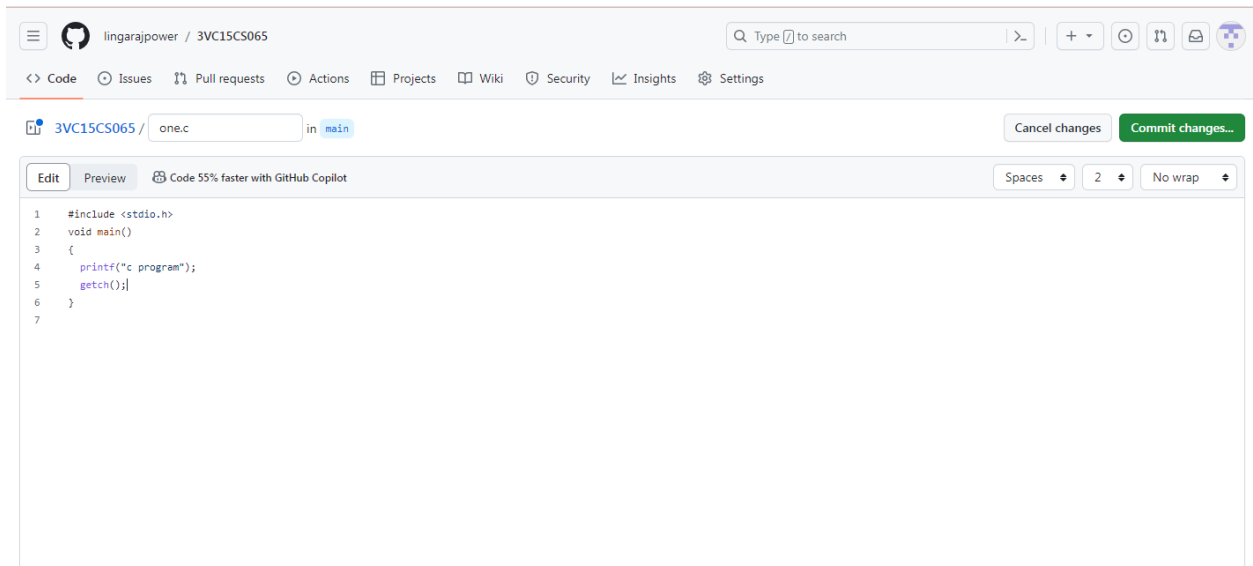 lingarajpower / 3VC15CS065
Type / to search
Code Issues Pull requests Actions Projects Wiki Security Insights Settings
3VC15CS065 / one.c in main
Cancel changes Commit changes...
Edit Preview Code 55% faster with GitHub Copilot
Spaces 2 No wrap
1 #include <stdio.h>
2 void main()
3 {
4 printf("c program");
5 getch();
6 }
7